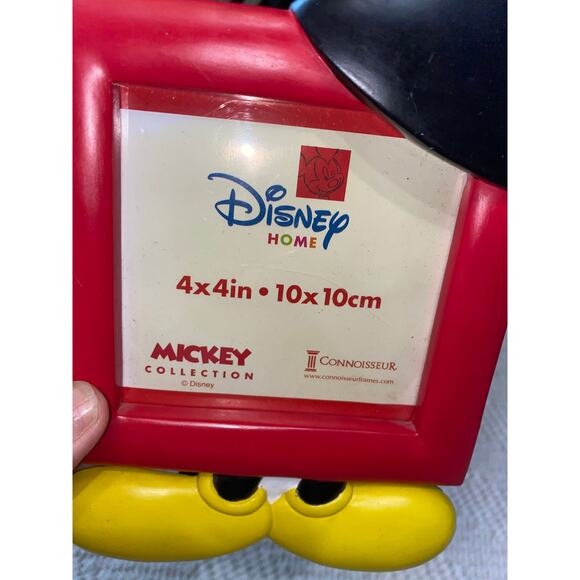 Disney
HOME
4x4in • 10x10cm
MICKEY
COLLECTION
© Disney
CONNOISSEUR
www.connoisseurframes.com